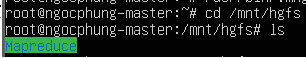 root@ngocphung-master:~# cd /mnt/hgfs
root@ngocphung-master:/mnt/hgfs# ls
Mapreduce